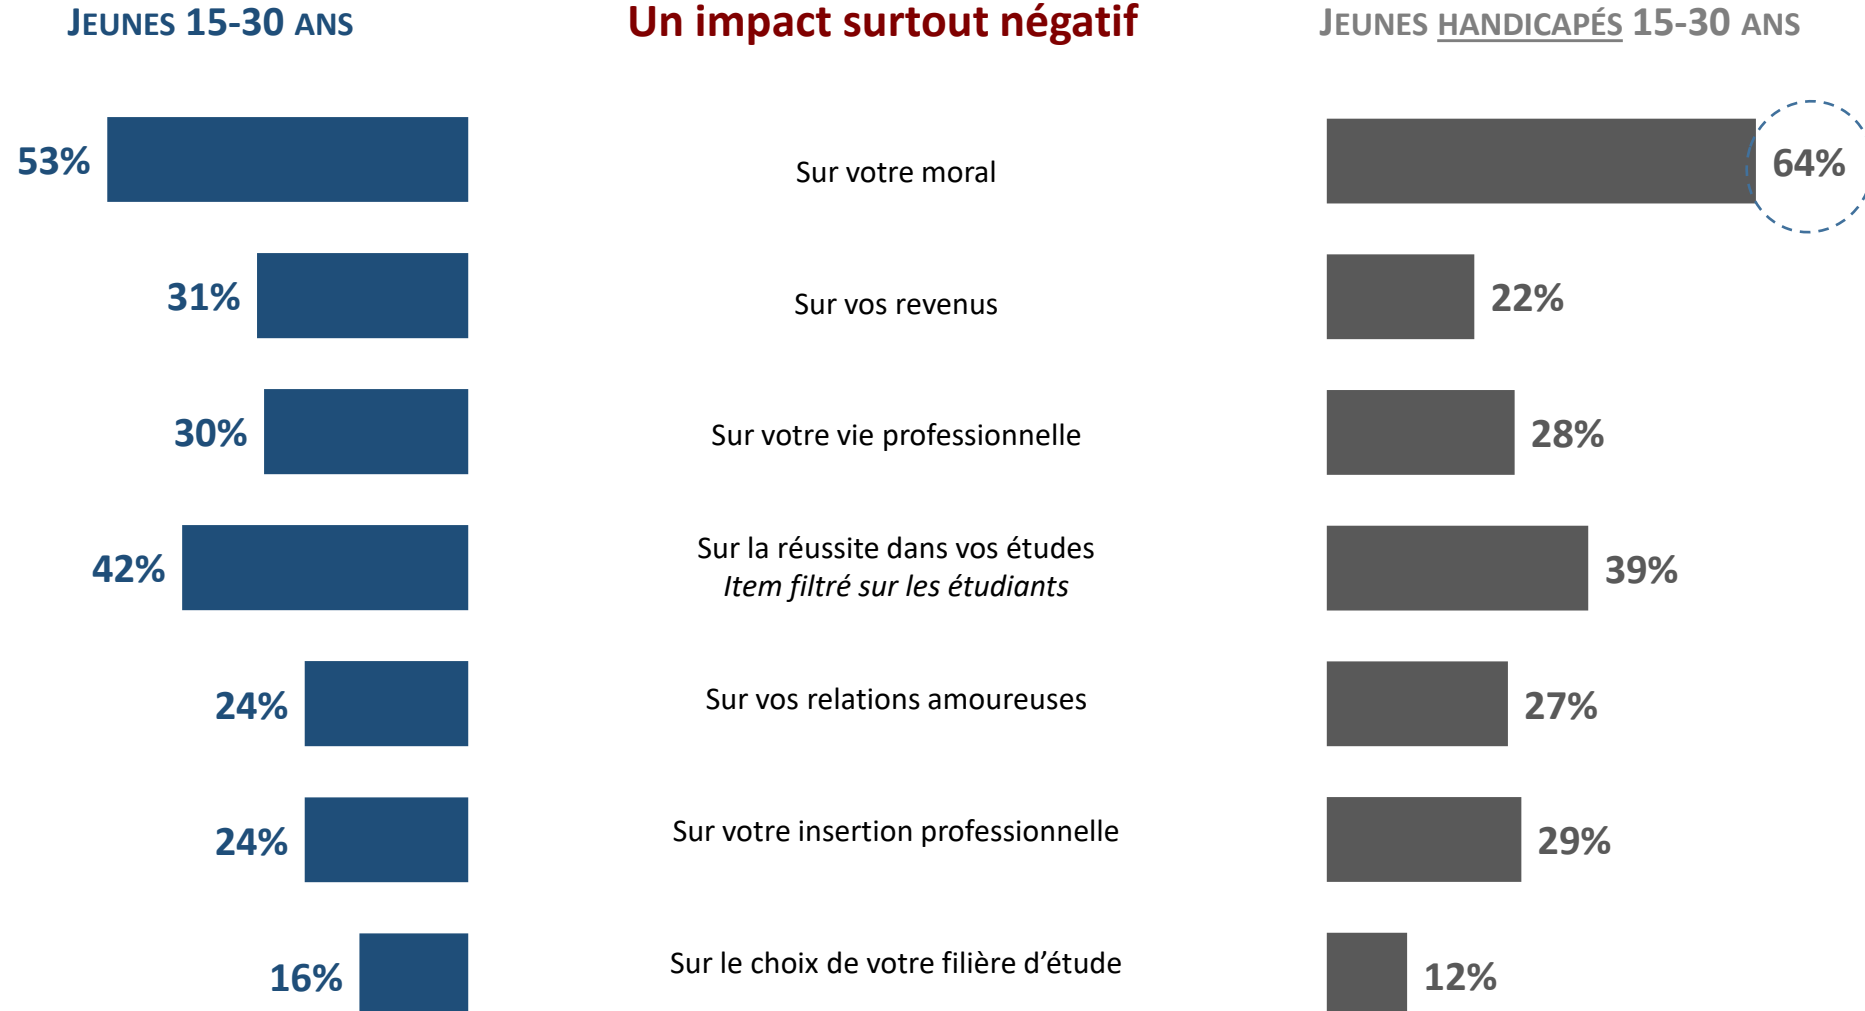 JEUNES 15-30 ANS
Un impact surtout négatif
JEUNES HANDICAPÉS 15-30 ANS
53%
Sur votre moral
64%
31%
Sur vos revenus
22%
30%
Sur votre vie professionnelle
28%
42%
Sur la réussite dans vos études
Item filtré sur les étudiants
39%
24%
Sur vos relations amoureuses
27%
24%
Sur votre insertion professionnelle
29%
16%
Sur le choix de votre filière d’étude
12%